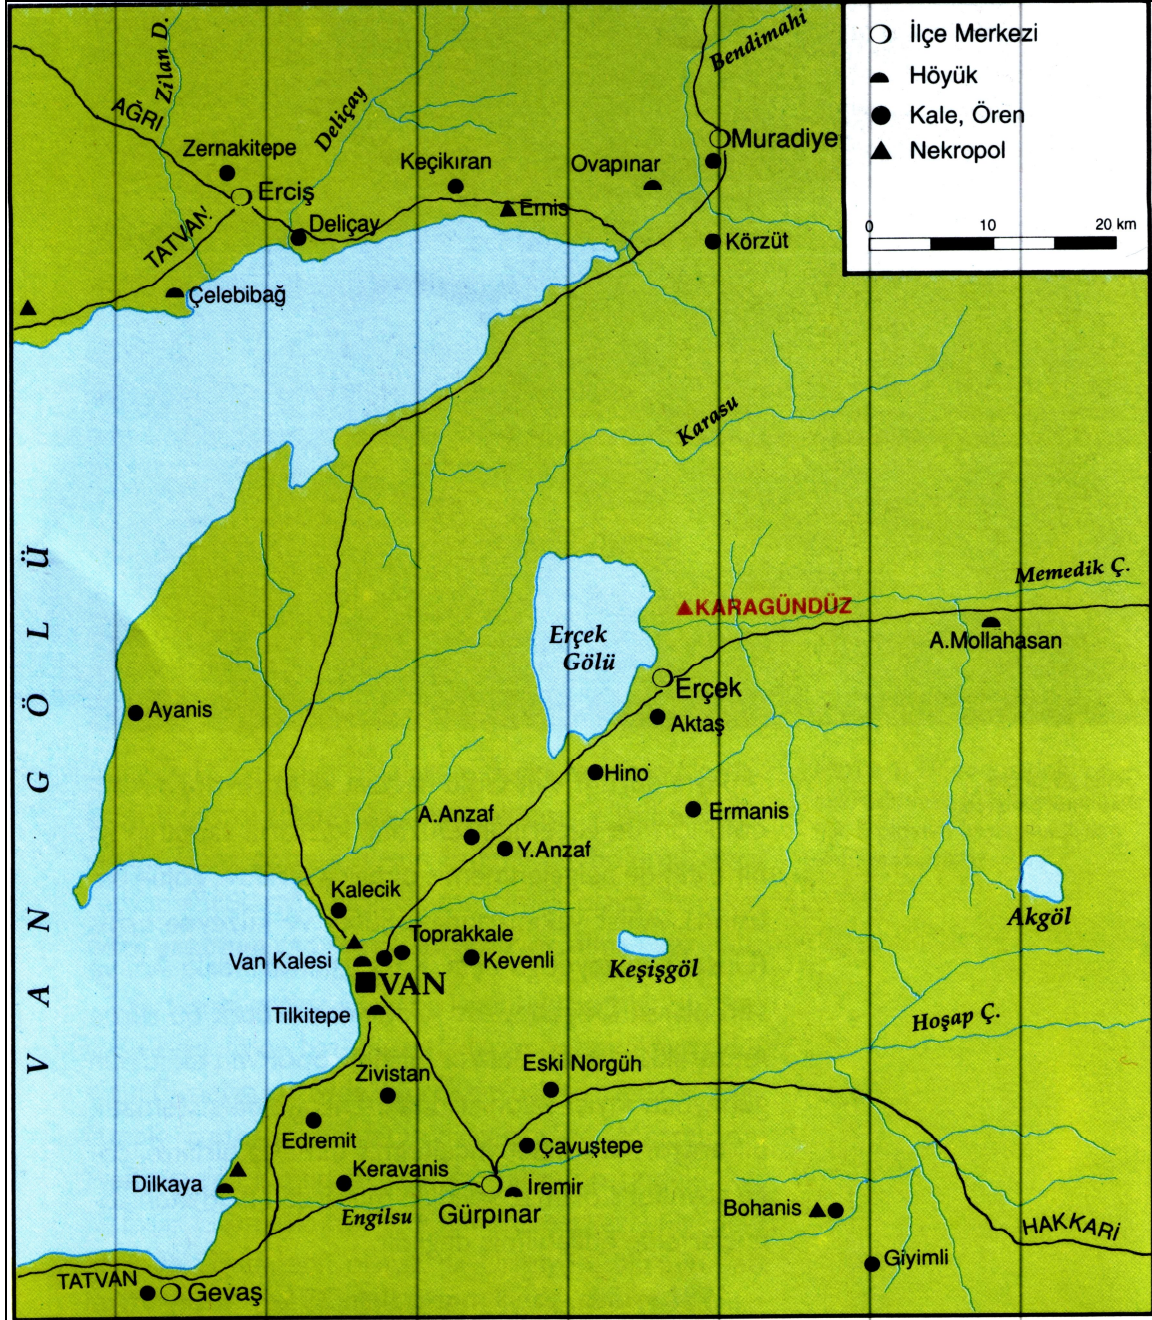 Zilan D.
Bendimahi
İlçe Merkezi
Höyük
Kale, Ören
Nekropol
0 10 20 km
AĞRI
Deliçay
Muradiye
Zernakitepe
Keçikıran
Ovapınar
Erciş
Ernis
TATVAN
Deliçay
Körzüt
Çelebibağ
Karasu
VAN GÖLÜ
Memedik Ç.
KARAGÜNDÜZ
Erçek
Gölü
A.Mollahasan
Erçek
Ayanis
Aktaş
Hino
A.Anzaf
Ermanis
Y.Anzaf
Kalecik
Akgöl
Toprakkale
Van Kalesi
Kevenli
Keşişgöl
VAN
Tilkitepe
Hoşap Ç.
Eski Norgüh
Zivistan
Edremit
Çavuştepe
Keravanis
Dilkaya
İremir
Engilsu
Gürpınar
Bohanis
HAKKARİ
Giyimli
TATVAN
Gevaş